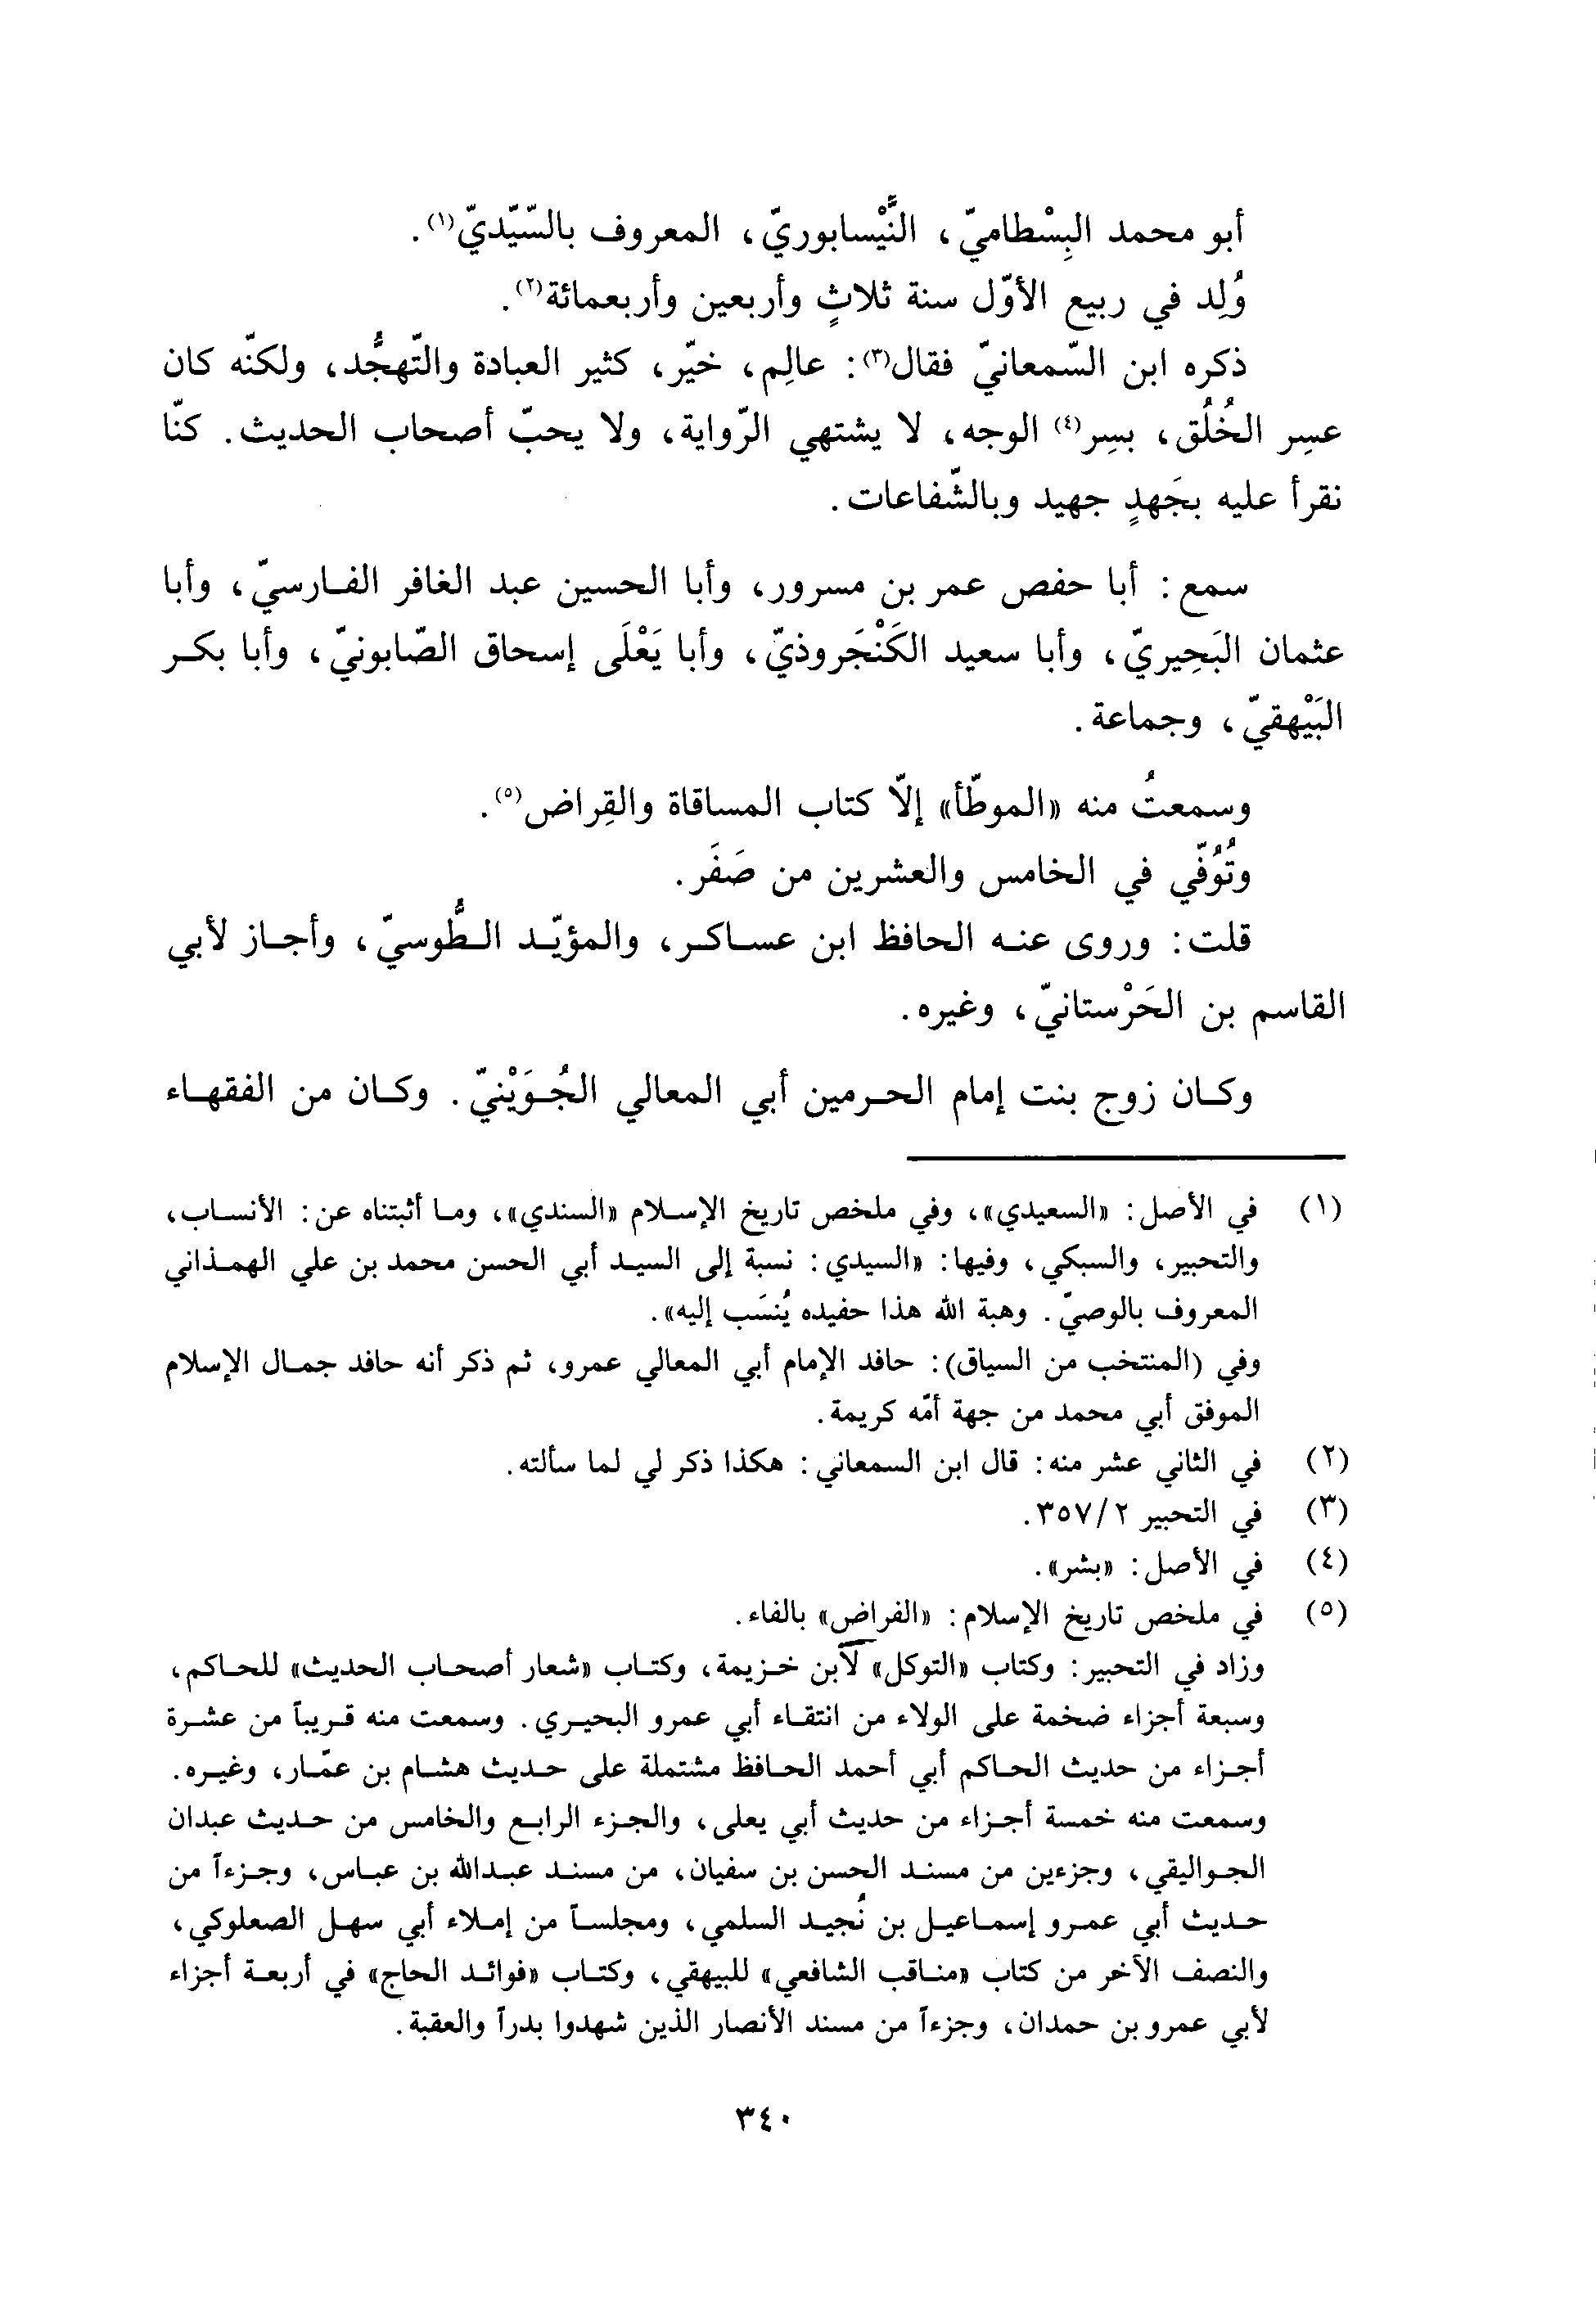 أبو محمد البِسْطاميّ، النَّيْسابوريّ، المعروف بالسّيّديّ(١).
وُلِد في ربيع الأوّل سنة ثلاثٍ وأربعين وأربعمائة(٢).
ذكره ابن السّمعانيّ فقال(٣): عالِم، خيّر، كثير العبادة والتّهجُّد، ولكنّه كان
عسِر الخُلُق، بسِر(٤) الوجه، لا يشتهي الرّواية، ولا يحبّ أصحاب الحديث. كنّا
نقرأ عليه بجَهدٍ جهيد وبالشّفاعات.
سمع: أبا حفص عمر بن مسرور، وأبا الحسين عبد الغافر الفارسيّ، وأبا
عثمان البَحِيريّ، وأبا سعيد الكَنْجَروذيّ، وأبا يَعْلَى إسحاق الصّابونيّ، وأبا بكر
البَيْهقيّ، وجماعة.
وسمعتُ منه «الموطّأ» إلّا كتاب المساقاة والقِراض(٥).
وتُوُفّي في الخامس والعشرين من صَفَر.
قلت: وروى عنه الحافظ ابن عساكر، والمؤيّد الطُّوسيّ، وأجاز لأبي
القاسم بن الحَرْستانيّ، وغيره.
وكان زوج بنت إمام الحرمين أبي المعالي الجُوَيْنيّ. وكان من الفقهاء
(١) في الأصل: «السعيدي»، وفي ملخص تاريخ الإسلام «السندي»، وما أثبتناه عن: الأنساب،
والتحبير، والسبكي، وفيها: «السيدي: نسبة إلى السيد أبي الحسن محمد بن علي الهمذاني
المعروف بالوصيّ. وهبة الله هذا حفيده يُنسَب إليه».
وفي (المنتخب من السياق): حافد الإمام أبي المعالي عمرو، ثم ذكر أنه حافد جمال الإسلام
الموفق أبي محمد من جهة أمّه كريمة.
(٢) في الثاني عشر منه: قال ابن السمعاني: هكذا ذكر لي لما سألته.
(٣) في التحبير ٢/٣٥٧.
(٤) في الأصل: «بشر».
(٥) في ملخص تاريخ الإسلام: «الفراض» بالفاء.
وزاد في التحبير: وكتاب «التوكل» لابن خزيمة، وكتاب «شعار أصحاب الحديث» للحاكم،
وسبعة أجزاء ضخمة على الولاء من انتقاء أبي عمرو البحيري. وسمعت منه قريباً من عشرة
أجزاء من حديث الحاكم أبي أحمد الحافظ مشتملة على حديث هشام بن عمّار، وغيره.
وسمعت منه خمسة أجزاء من حديث أبي يعلى، والجزء الرابع والخامس من حديث عبدان
الجواليقي، وجزءين من مسند الحسن بن سفيان، من مسند عبدالله بن عباس، وجزءاً من
حديث أبي عمرو إسماعيل بن نُجيد السلمي، ومجلساً من إملاء أبي سهل الصعلوكي،
والنصف الآخر من كتاب «مناقب الشافعي» للبيهقي، وكتاب «فوائد الحاج» في أربعة أجزاء
لأبي عمرو بن حمدان، وجزءاً من مسند الأنصار الذين شهدوا بدراً والعقبة.
٣٤٠